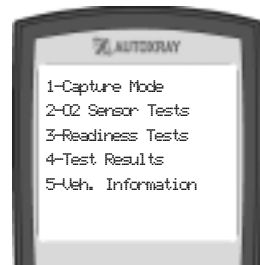 AUTOXRAY
1-Capture Mode
2-O2 Sensor Tests
3-Readiness Tests
4-Test Results
5-Veh. Information